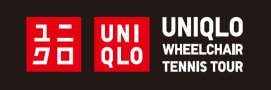 ユニ
クロ
UNI
QLO
UNIQLO
WHEELCHAIR
TENNIS TOUR